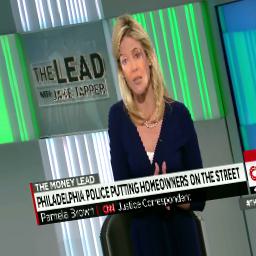 THE LEAD
WITH JAKE TAPPER
THE MONEY LEAD
PHILADELPHIA POLICE PUTTING HOMEOWNERS ON THE STREET
Pamela Brown CNN Justice Correspondent